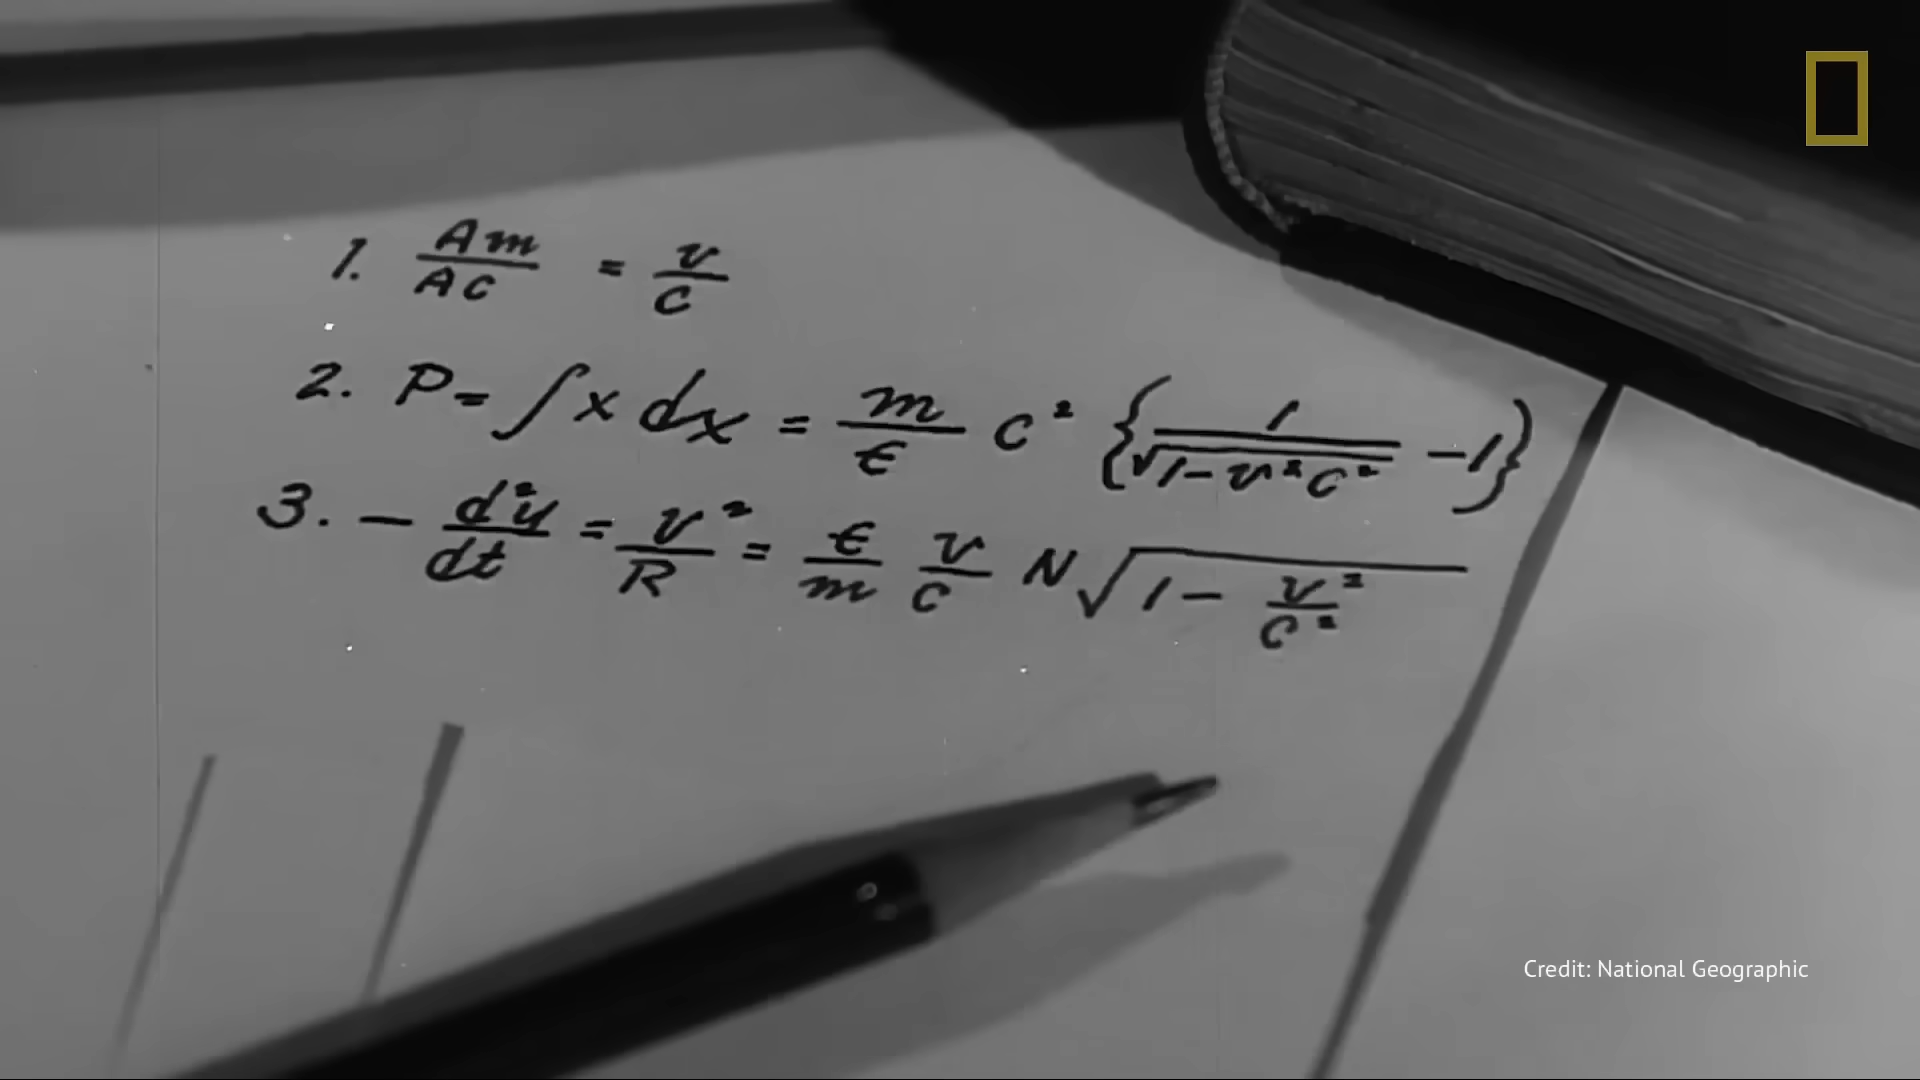 1. Am/Ac = v/c
2. P = ∫ x dx = m/ϵ c² {1/√1-v²c² -1}
3. - d²y/dt = v²/R = ϵ/m v/c N√1 - v²/c²
Credit: National Geographic